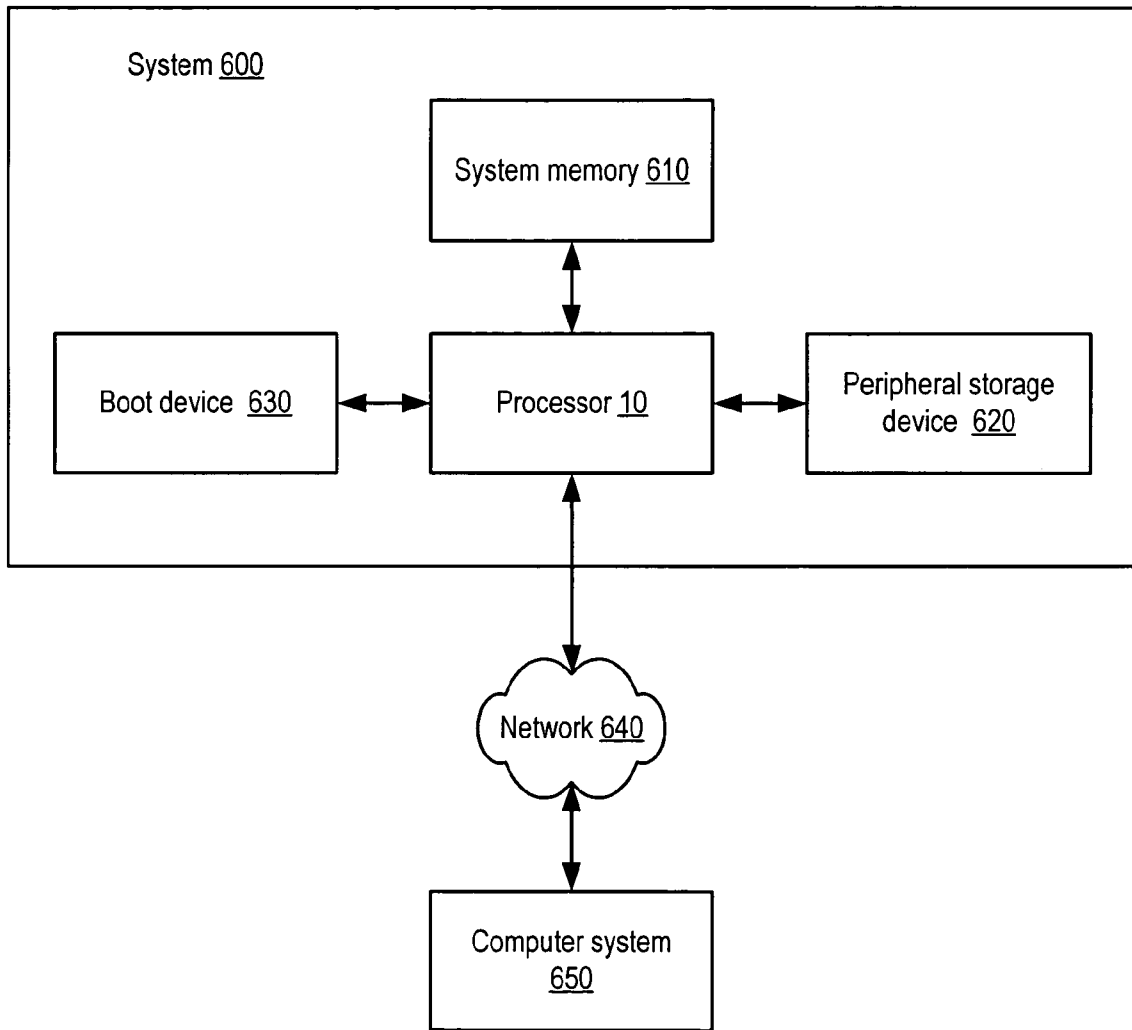 System 600
System memory 610
Boot device 630
Processor 10
Peripheral storage
device 620
Network 640
Computer system
650